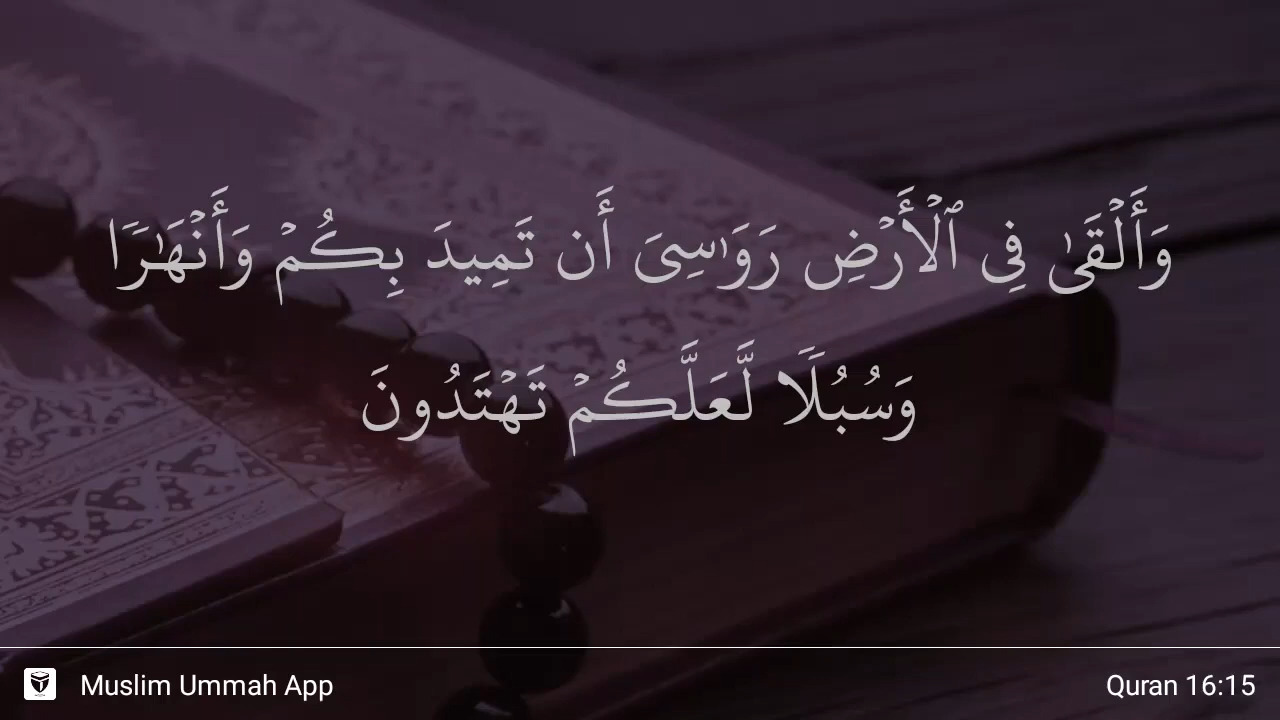 وَأَلۡقَىٰ فِى ٱلۡأَرۡضِ رَوَٰسِىَ أَن تَمِيدَ بِكُمۡ وَأَنۡهَٰرٗا
وَسُبُلٗا لَّعَلَّكُمۡ تَهۡتَدُونَ
Muslim Ummah App
Quran 16:15